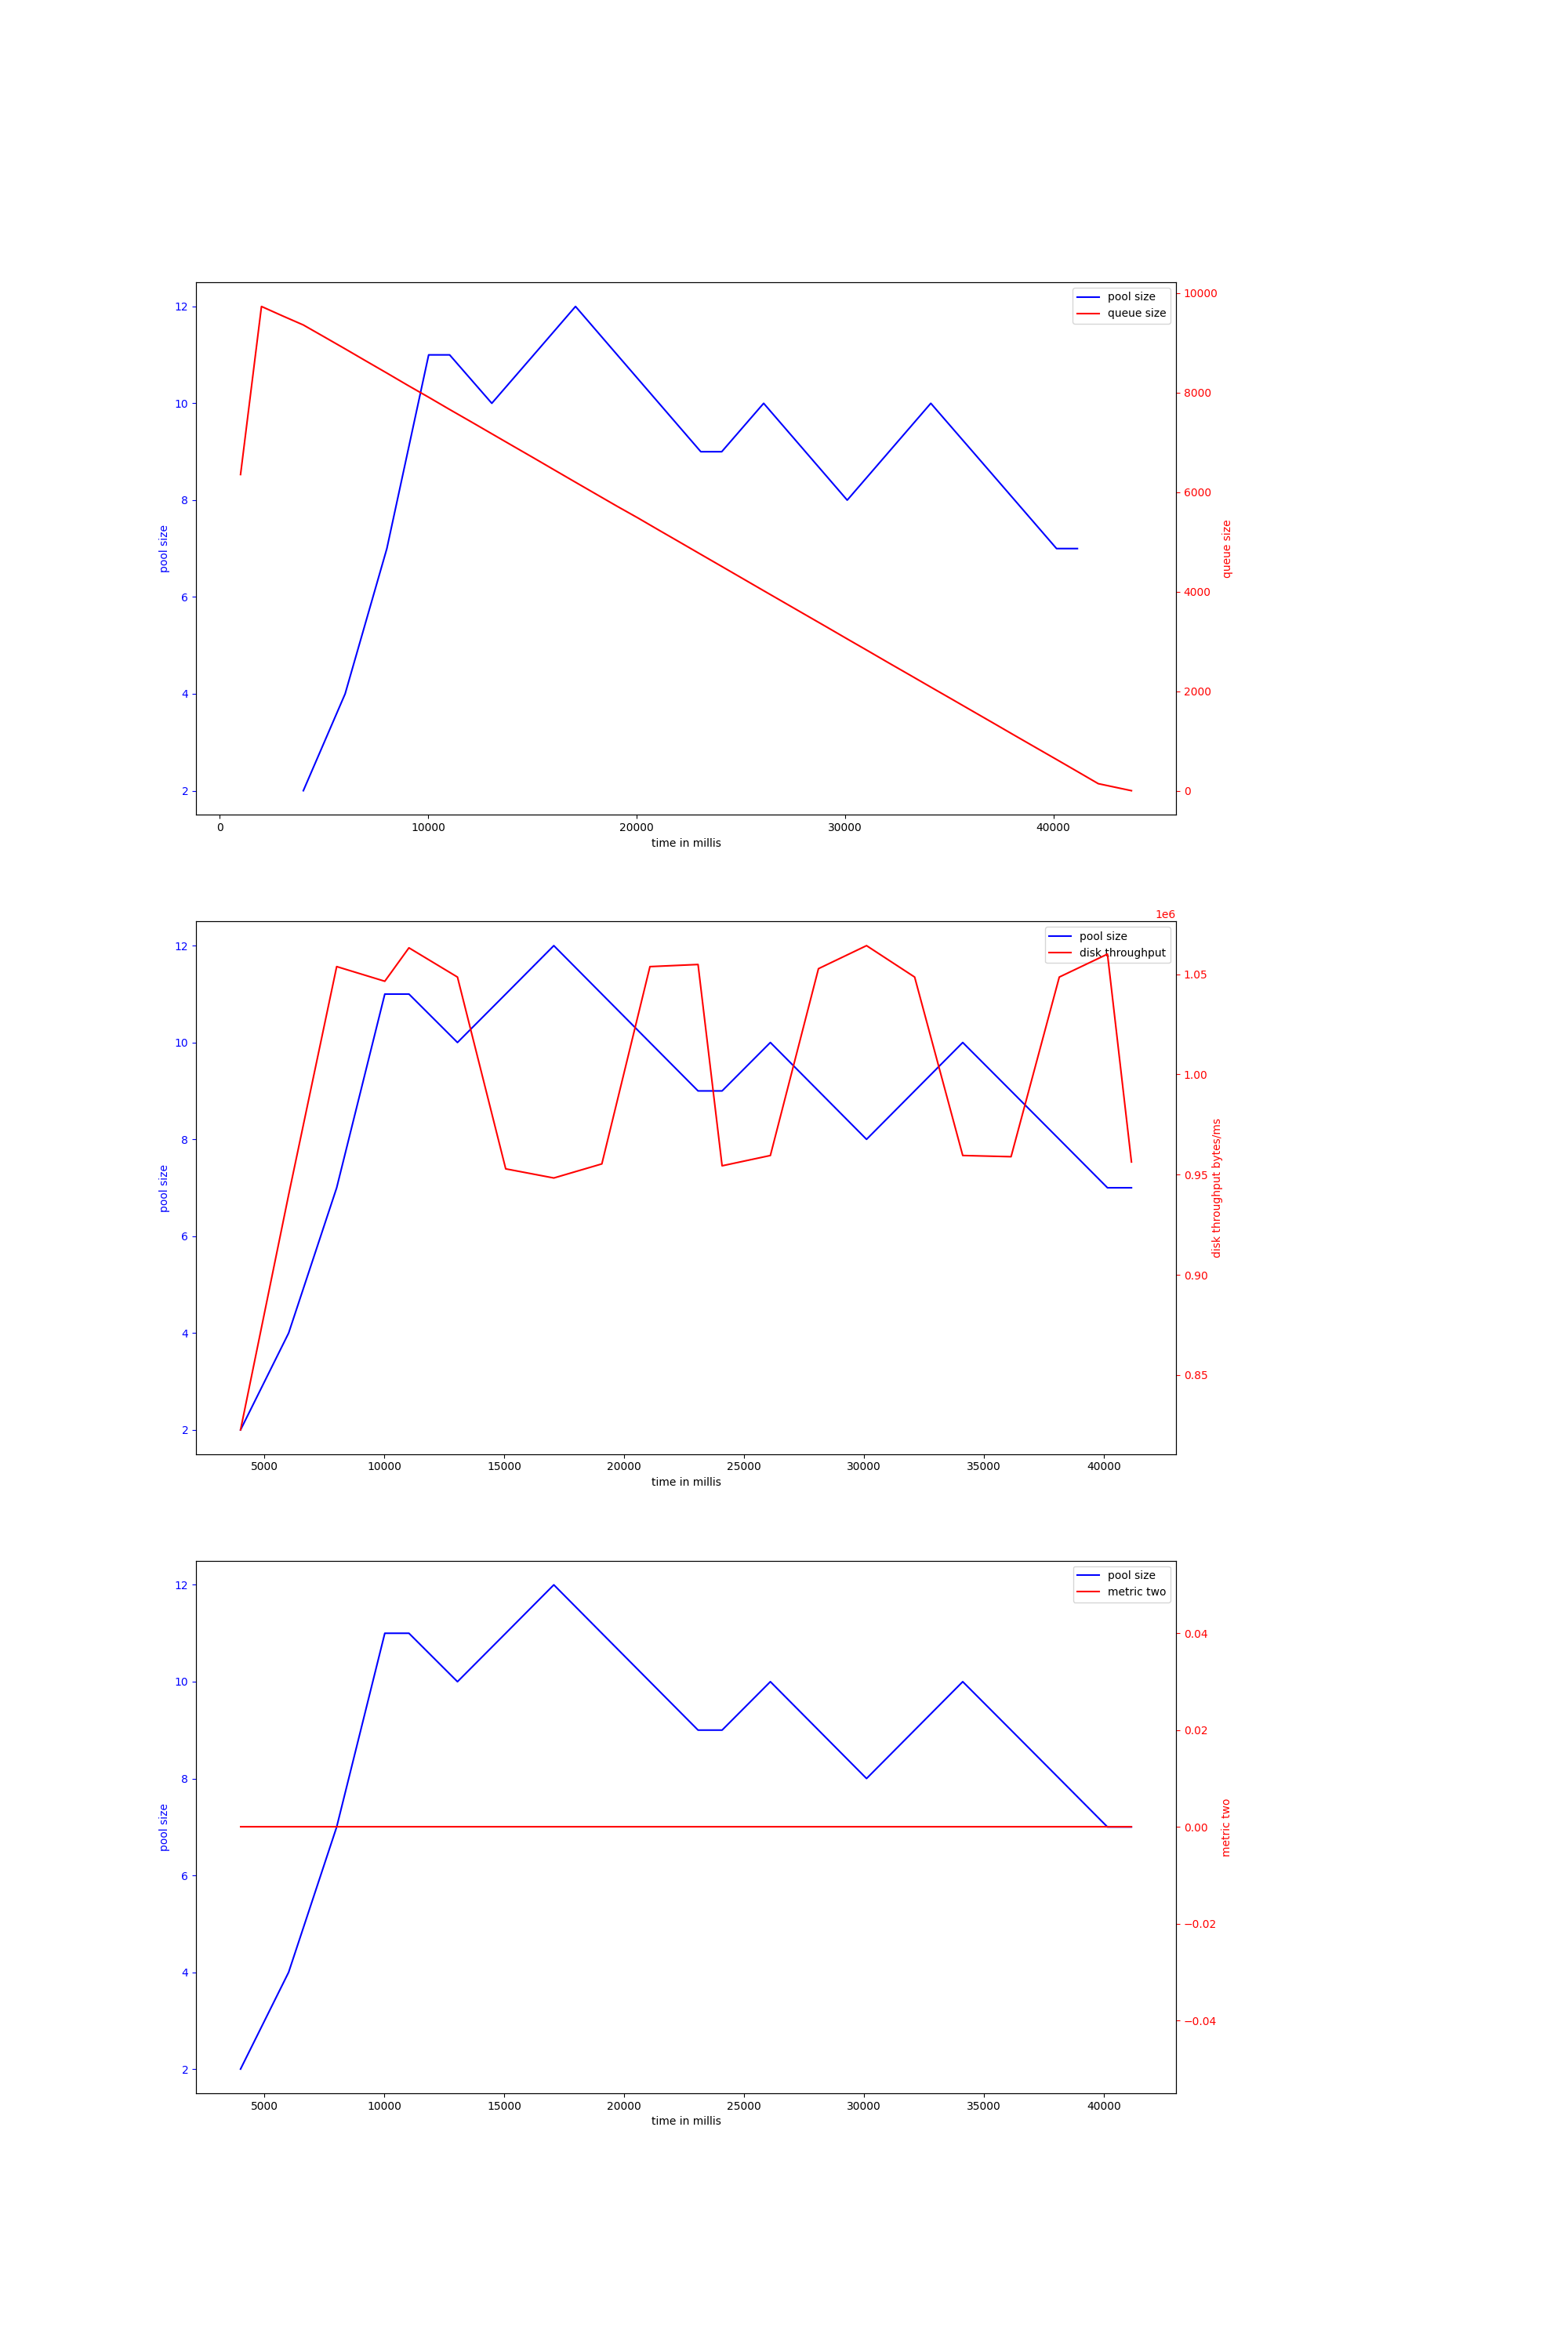 pool size
queue size
12
10
8
6
4
2
pool size
10000
8000
6000
4000
2000
0
queue size
0 10000 20000 30000 40000
time in millis
1e6
pool size
disk throughput
12
10
8
6
4
2
pool size
1.05
1.00
0.95
0.90
0.85
disk throughput bytes/ms
5000 10000 15000 20000 25000 30000 35000 40000
time in millis
pool size
metric two
12
10
8
6
4
2
pool size
0.04
0.02
0.00
−0.02
−0.04
metric two
5000 10000 15000 20000 25000 30000 35000 40000
time in millis